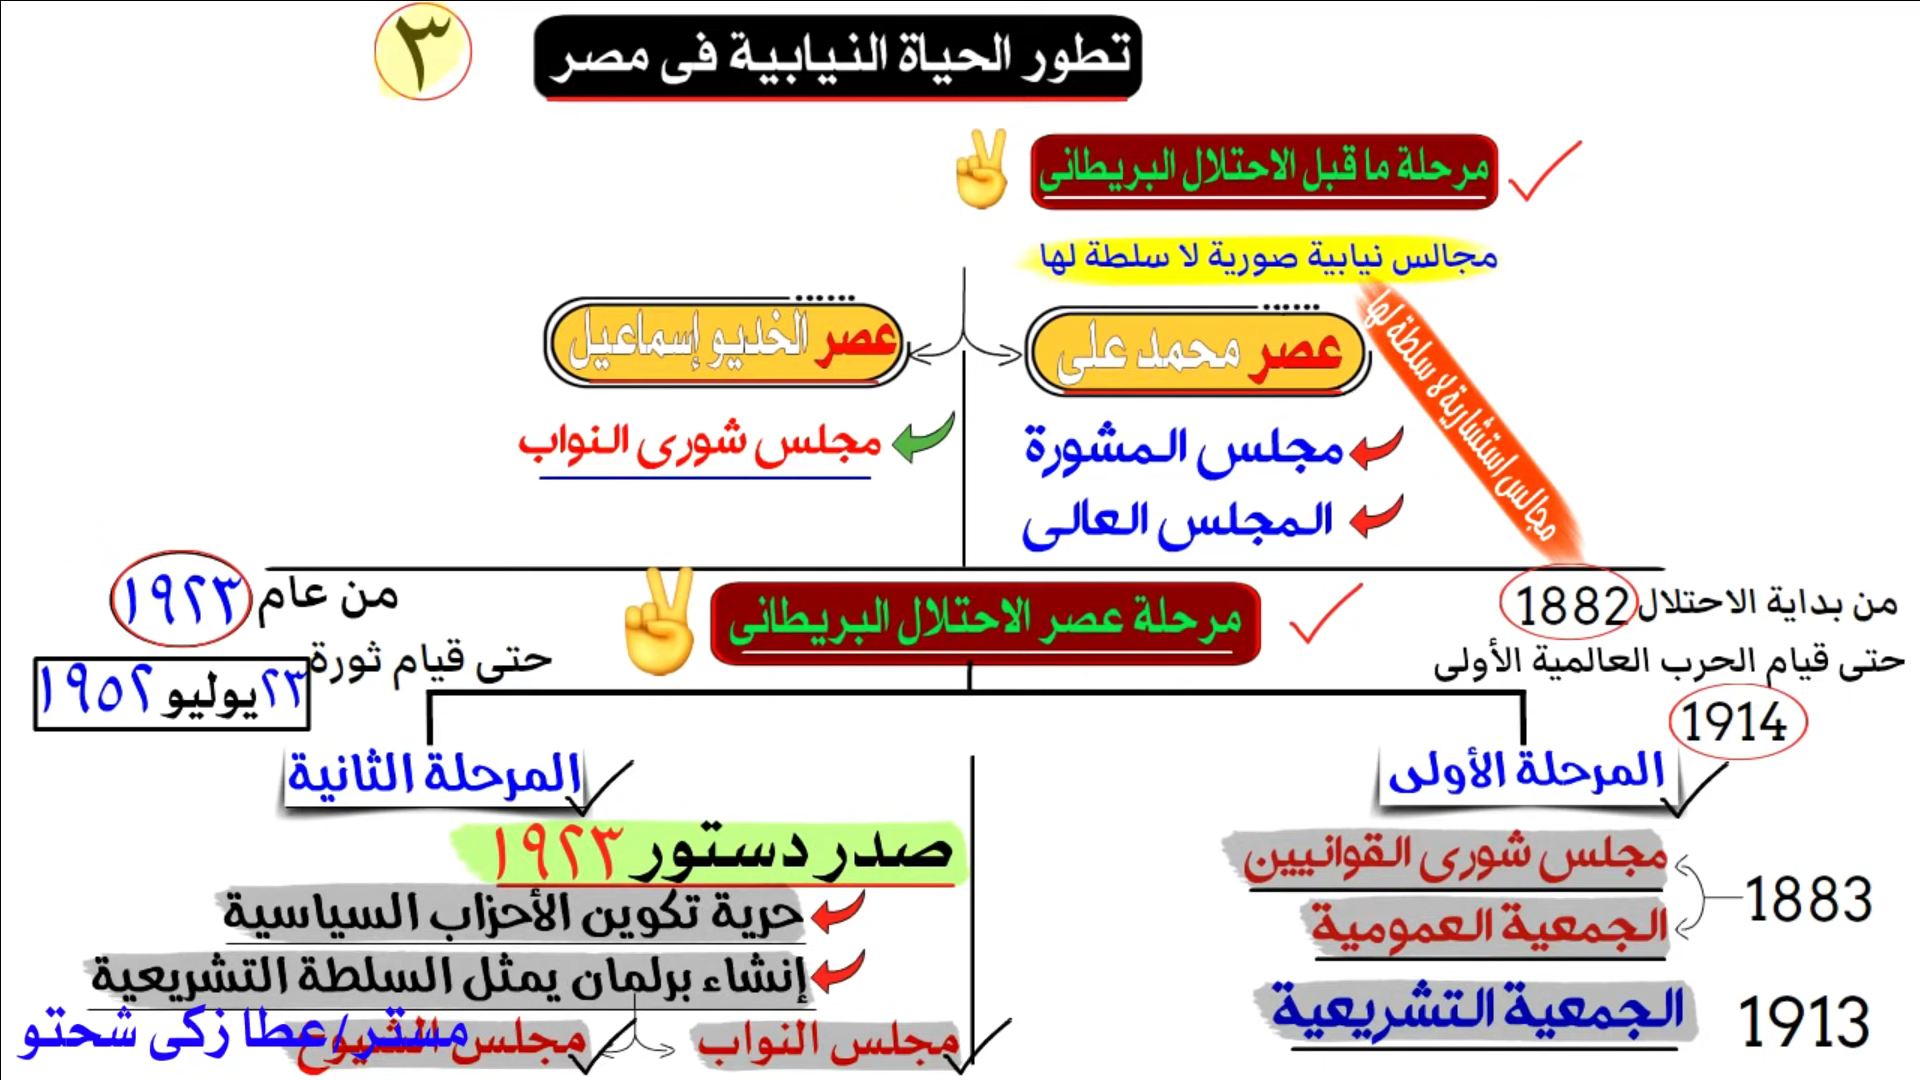 تطور الحياة النيابية فى مصر
٣
مرحلة ما قبل الاحتلال البريطانى
مجالس نيابية صورية لا سلطة لها
مجالس استشارية لا سلطة لها
عصر محمد على
مجلس المشورة
المجلس العالى
عصر الخديو إسماعيل
مجلس شورى النواب
مرحلة عصر الاحتلال البريطانى
من بداية الاحتلال 1882
حتى قيام الحرب العالمية الأولى
1914
المرحلة الأولى
1883
مجلس شورى القوانيين
الجمعية العمومية
1913 الجمعية التشريعية
من عام ١٩٢٣
حتى قيام ثورة
٢٣ يوليو ١٩٥٢
المرحلة الثانية
صدر دستور ١٩٢٣
حرية تكوين الأحزاب السياسية
إنشاء برلمان يمثل السلطة التشريعية
مجلس النواب
مجلس الشيوخ
مستر/عطا زكى شحتو